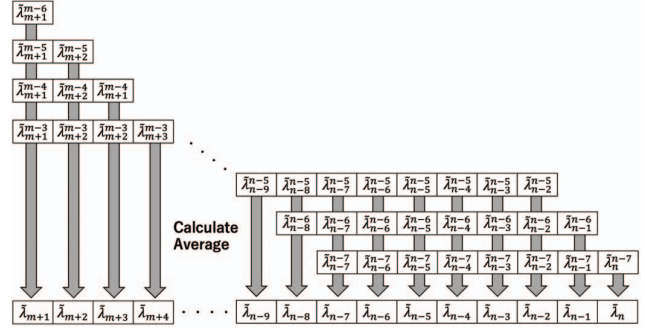 λ̃_{m+1}^{m-6}
λ̃_{m+1}^{m-5} λ̃_{m+2}^{m-5}
λ̃_{m+1}^{m-4} λ̃_{m+2}^{m-4} λ̃_{m+1}^{m-4}
λ̃_{m+1}^{m-3} λ̃_{m+2}^{m-3} λ̃_{m+2}^{m-3} λ̃_{m+3}^{m-3}
λ̃_{n-9}^{n-5} λ̃_{n-8}^{n-5} λ̃_{n-7}^{n-5} λ̃_{n-6}^{n-5} λ̃_{n-5}^{n-5} λ̃_{n-4}^{n-5} λ̃_{n-3}^{n-5} λ̃_{n-2}^{n-5}
λ̃_{n-8}^{n-6} λ̃_{n-7}^{n-6} λ̃_{n-6}^{n-6} λ̃_{n-5}^{n-6} λ̃_{n-4}^{n-6} λ̃_{n-3}^{n-6} λ̃_{n-2}^{n-6} λ̃_{n-1}^{n-6}
Calculate
Average
λ̃_{n-7}^{n-7} λ̃_{n-6}^{n-7} λ̃_{n-5}^{n-7} λ̃_{n-4}^{n-7} λ̃_{n-3}^{n-7} λ̃_{n-2}^{n-7} λ̃_{n-1}^{n-7} λ̃_{n}^{n-7}
λ̃_{m+1} λ̃_{m+2} λ̃_{m+3} λ̃_{m+4} · · · · λ̃_{n-9} λ̃_{n-8} λ̃_{n-7} λ̃_{n-6} λ̃_{n-5} λ̃_{n-4} λ̃_{n-3} λ̃_{n-2} λ̃_{n-1} λ̃_{n}